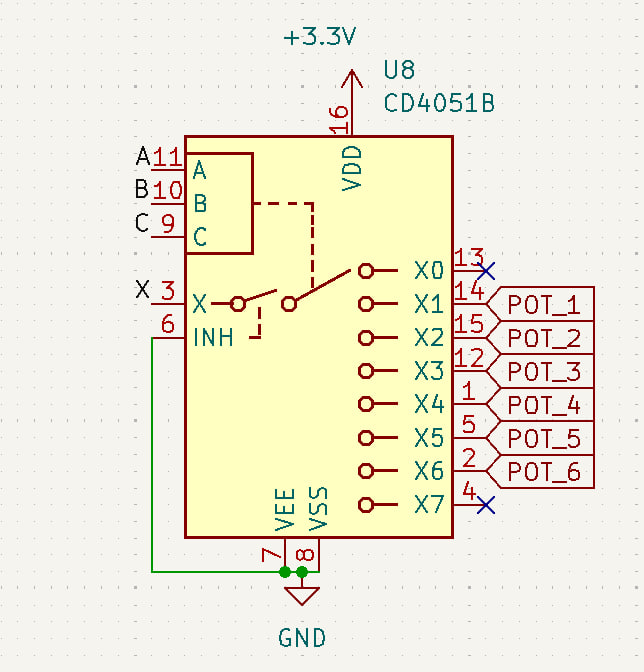 +3.3V
U8
CD4051B
16
VDD
A 11 A
B 10 B
C 9 C
X 3 X
6 INH
X0 13
X1 14 POT_1
X2 15 POT_2
X3 12 POT_3
X4 1 POT_4
X5 5 POT_5
X6 2 POT_6
X7 4
VEE VSS
7 8
GND